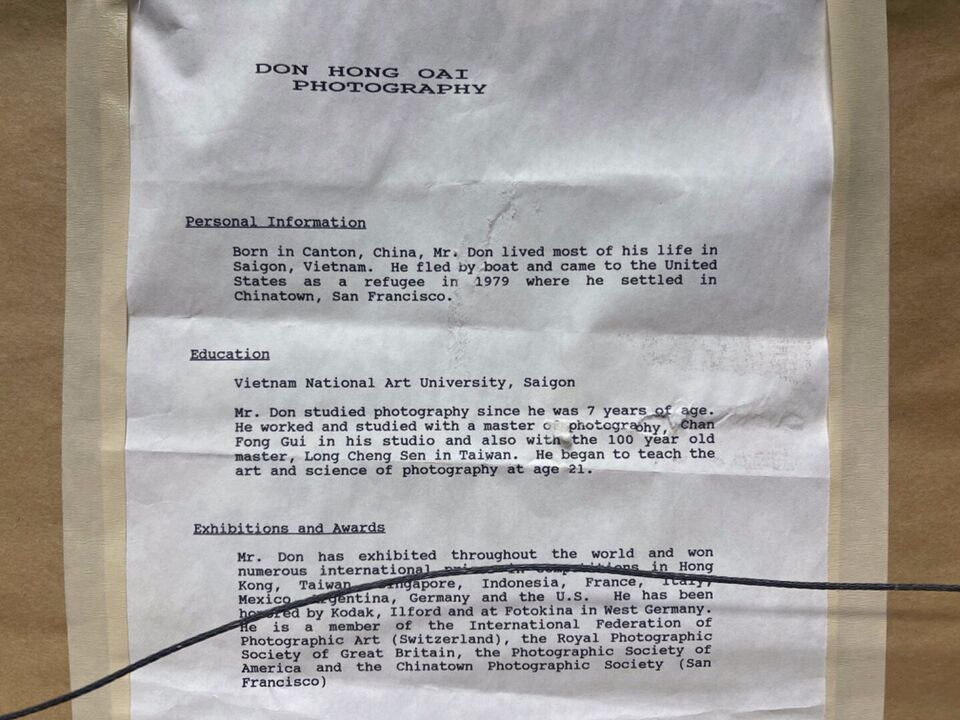 DON HONG OAI
PHOTOGRAPHY
Personal Information
Born in Canton, China, Mr. Don lived most of his life in
Saigon, Vietnam. He fled by boat and came to the United
States as a refugee in 1979 where he settled in
Chinatown, San Francisco.
Education
Vietnam National Art University, Saigon
Mr. Don studied photography since he was 7 years of age.
He worked and studied with a master of photography, Chan
Fong Gui in his studio and also with the 100 year old
master, Long Cheng Sen in Taiwan. He began to teach the
art and science of photography at age 21.
Exhibitions and Awards
Mr. Don has exhibited throughout the world and won
numerous international prizes in competitions in Hong
Kong, Taiwan, Singapore, Indonesia, France, Italy,
Mexico, Argentina, Germany and the U.S. He has been
honored by Kodak, Ilford and at Fotokina in West Germany.
He is a member of the International Federation of
Photographic Art (Switzerland), the Royal Photographic
Society of Great Britain, the Photographic Society of
America and the Chinatown Photographic Society (San
Francisco)